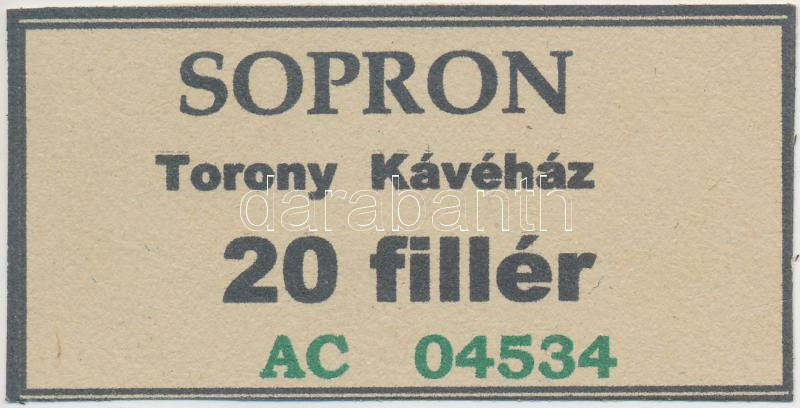 SOPRON
Torony Kávéház
darabanth
20 fillér
AC 04534